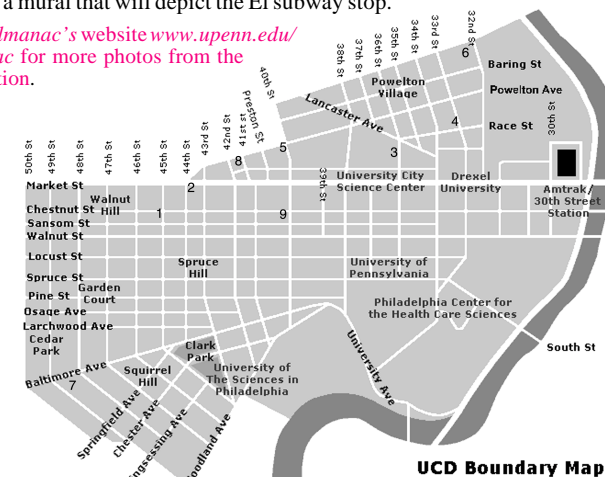 a mural that will depict the El subway stop.
lmanac's website www.upenn.edu/
ac for more photos from the
tion.
40th St
38th St
37th St
36th St
35th St
34th St
33rd St
32nd St
6
Baring St
Powelton
Village
Powelton Ave
Lancaster Ave
4
Race St
30th St
Preston St
41st St
42nd St
43rd St
5
3
8
50th St
49th St
48th St
47th St
46th St
45th St
44th St
39th St
University City
Science Center
Drexel
University
Amtrak/
30th Street
Station
Market St
2
Walnut
Hill
Chestnut St
1
9
Sansom St
Walnut St
Locust St
Spruce
Hill
University of
Pennsylvania
Spruce St
Garden
Court
Pine St
Osage Ave
Philadelphia Center for
the Health Care Sciences
Larchwood Ave
Cedar
Park
Clark
Park
University Ave
South St
Baltimore Ave
7
Squirrel
Hill
University of
The Sciences in
Philadelphia
Springfield Ave
Chester Ave
ngsessing Ave
oodland Ave
UCD Boundary Map